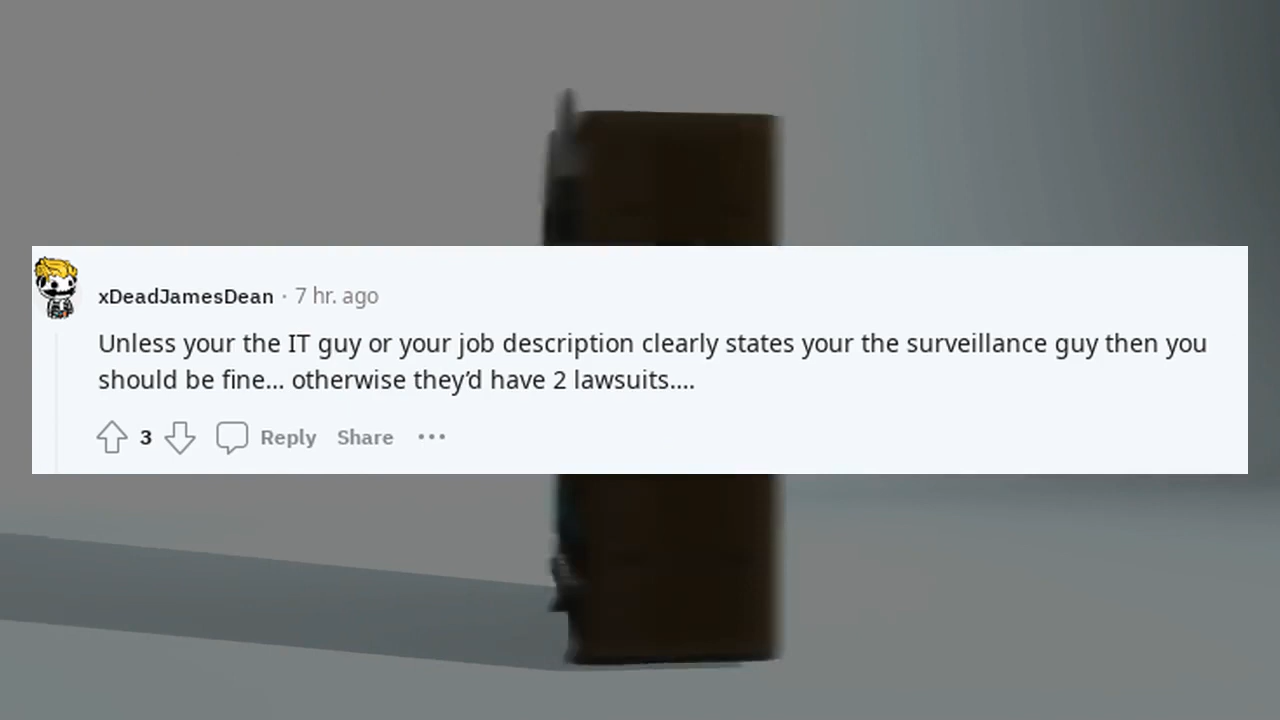 xDeadJamesDean · 7 hr. ago
Unless your the IT guy or your job description clearly states your the surveillance guy then you
should be fine... otherwise they’d have 2 lawsuits....
3 Reply Share ···